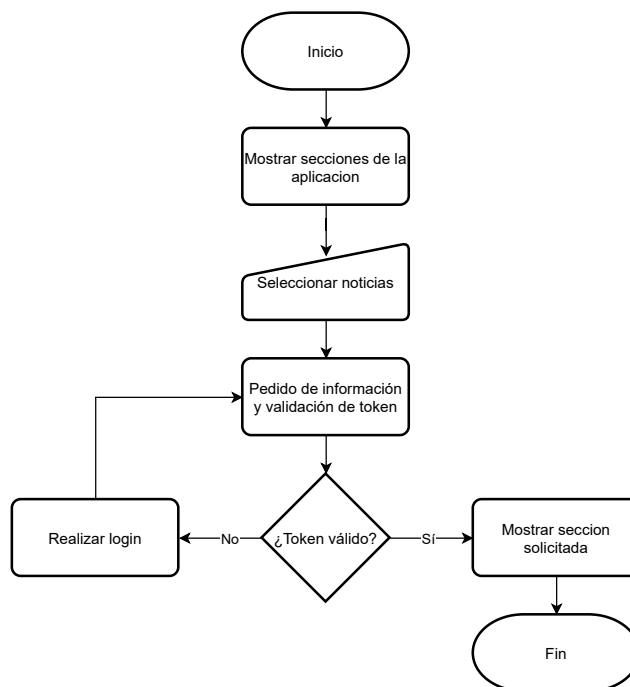 Inicio
Mostrar secciones de la
aplicacion
Seleccionar noticias
Pedido de información
y validación de token
Realizar login
No
¿Token válido?
Sí
Mostrar seccion
solicitada
Fin